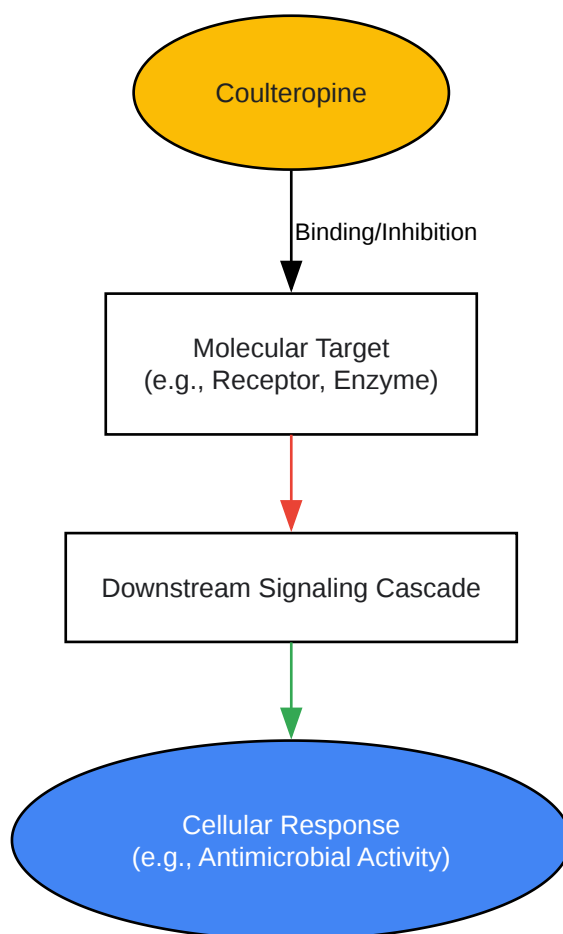 Coulteropine
Binding/Inhibition
Molecular Target
(e.g., Receptor, Enzyme)
Downstream Signaling Cascade
Cellular Response
(e.g., Antimicrobial Activity)